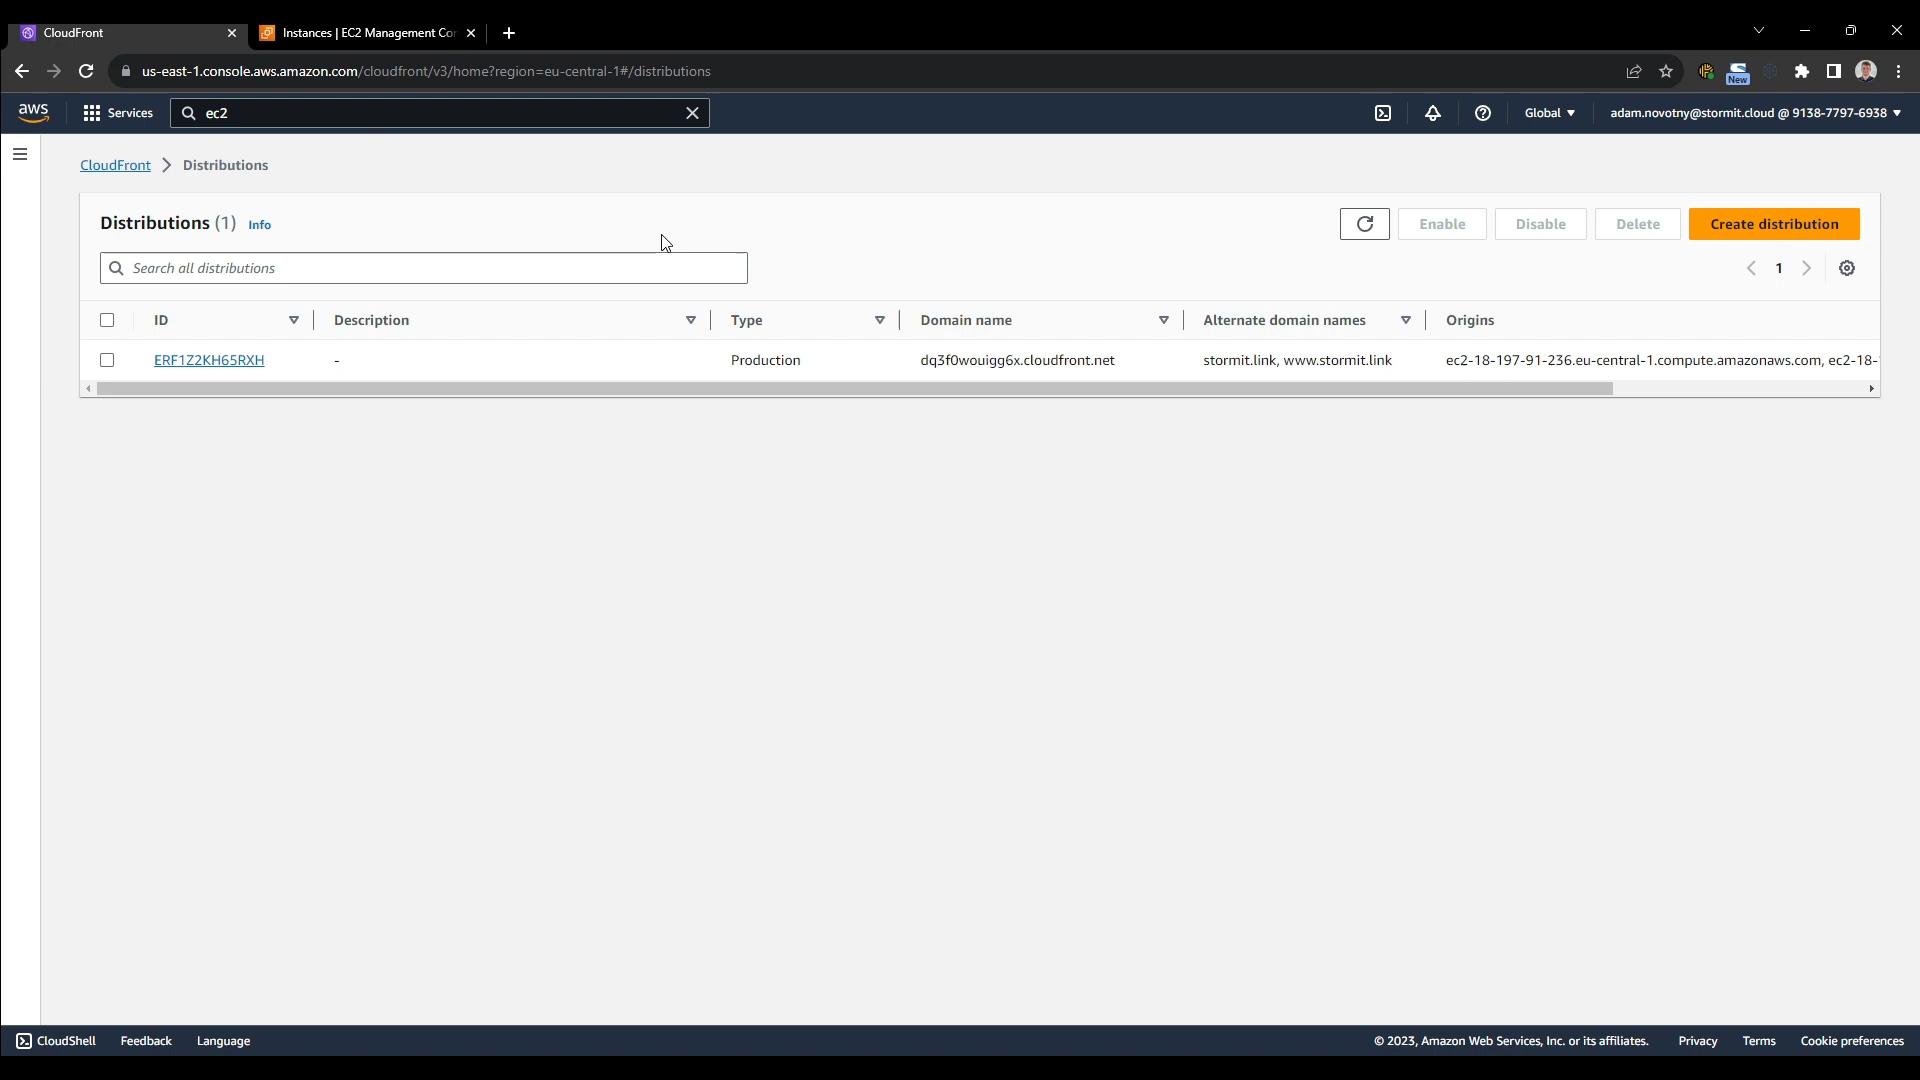 CloudFront
Instances | EC2 Management Cor
us-east-1.console.aws.amazon.com/cloudfront/v3/home?region=eu-central-1#/distributions
New
aws
Services
ec2
Global
adam.novotny@stormit.cloud @ 9138-7797-6938
CloudFront
Distributions
Distributions (1) Info
Enable
Disable
Delete
Create distribution
Search all distributions
1
ID
Description
Type
Domain name
Alternate domain names
Origins
ERF1Z2KH65RXH
-
Production
dq3f0wouigg6x.cloudfront.net
stormit.link, www.stormit.link
ec2-18-197-91-236.eu-central-1.compute.amazonaws.com, ec2-18-
CloudShell
Feedback
Language
© 2023, Amazon Web Services, Inc. or its affiliates.
Privacy
Terms
Cookie preferences